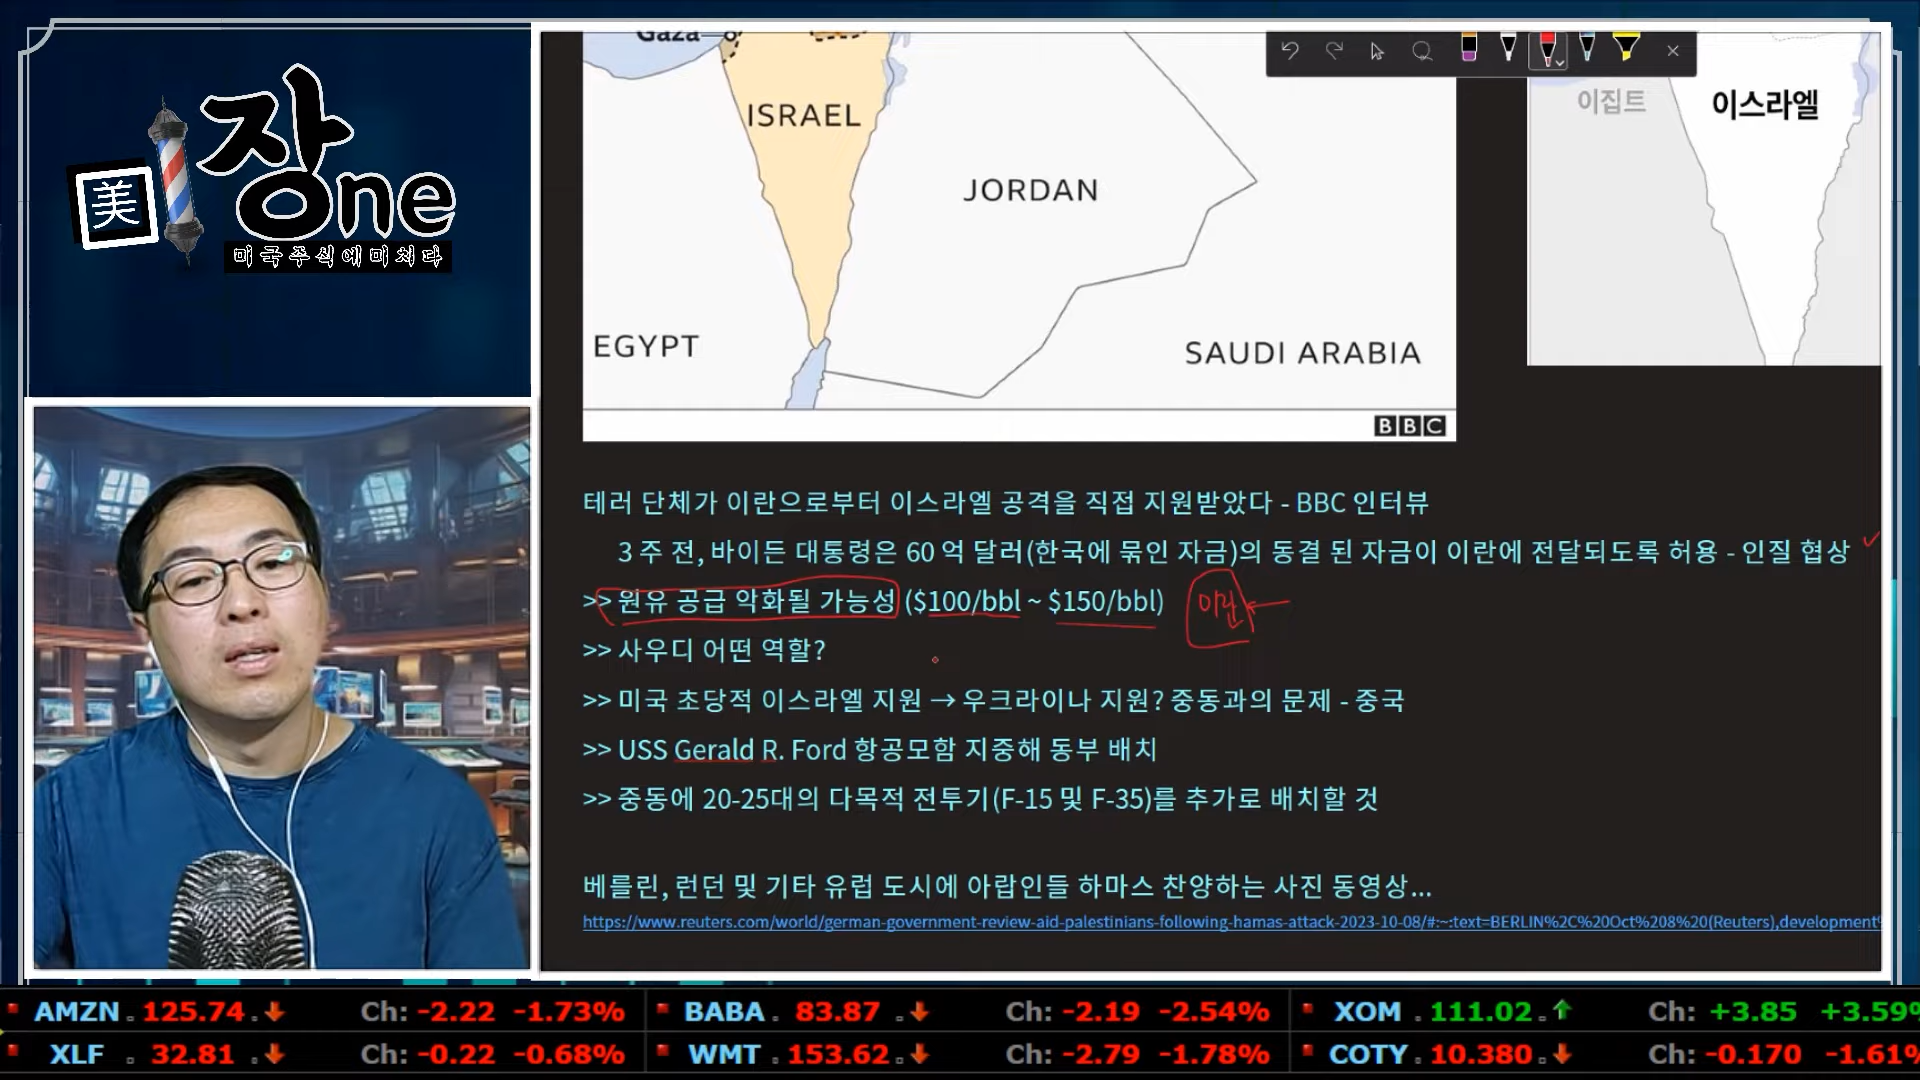 美
장one
미국주식에미치다
Gaza
ISRAEL
JORDAN
EGYPT
SAUDI ARABIA
BBC
이집트
이스라엘
테러 단체가 이란으로부터 이스라엘 공격을 직접 지원받았다 - BBC 인터뷰
3 주 전, 바이든 대통령은 60 억 달러(한국에 묶인 자금)의 동결 된 자금이 이란에 전달되도록 허용 - 인질 협상
>> 원유 공급 악화될 가능성 ($100/bbl ~ $150/bbl) 이란
>> 사우디 어떤 역할?
>> 미국 초당적 이스라엘 지원 → 우크라이나 지원? 중동과의 문제 - 중국
>> USS Gerald R. Ford 항공모함 지중해 동부 배치
>> 중동에 20-25대의 다목적 전투기(F-15 및 F-35)를 추가로 배치할 것
베를린, 런던 및 기타 유럽 도시에 아랍인들 하마스 찬양하는 사진 동영상...
https://www.reuters.com/world/german-government-review-aid-palestinians-following-hamas-attack-2023-10-08/#:~:text=BERLIN%2C%20Oct%208%20(Reuters),development%
AMZN 125.74 Ch: -2.22 -1.73% BABA 83.87 Ch: -2.19 -2.54% XOM 111.02 Ch: +3.85 +3.59%
XLF 32.81 Ch: -0.22 -0.68% WMT 153.62 Ch: -2.79 -1.78% COTY 10.380 Ch: -0.170 -1.61%